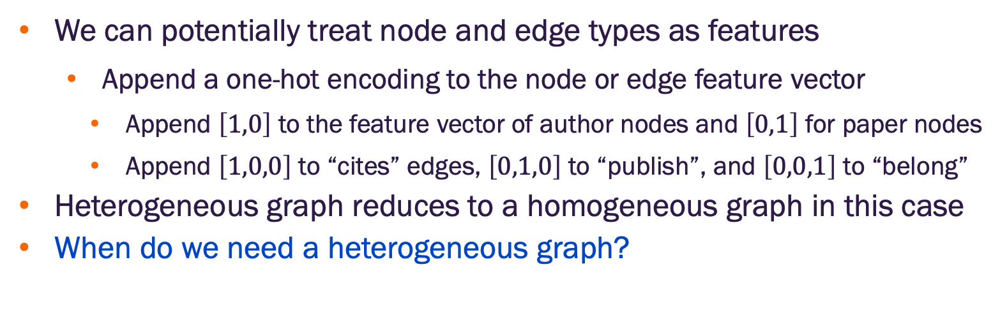 • We can potentially treat node and edge types as features
• Append a one-hot encoding to the node or edge feature vector
• Append [1,0] to the feature vector of author nodes and [0,1] for paper nodes
• Append [1,0,0] to “cites” edges, [0,1,0] to “publish”, and [0,0,1] to “belong”
• Heterogeneous graph reduces to a homogeneous graph in this case
• When do we need a heterogeneous graph?